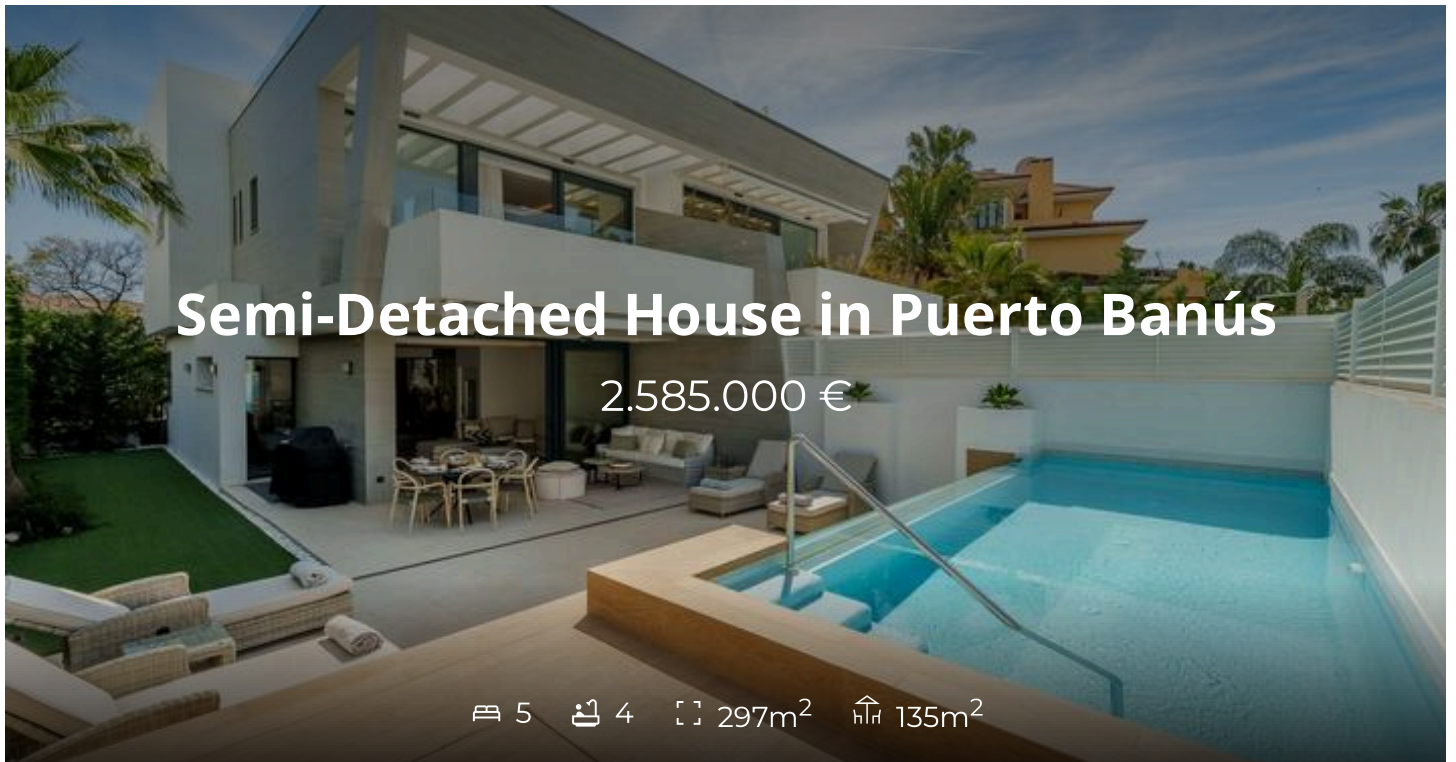 Semi-Detached House in Puerto Banús
2.585.000 €
5 4 297m² 135m²